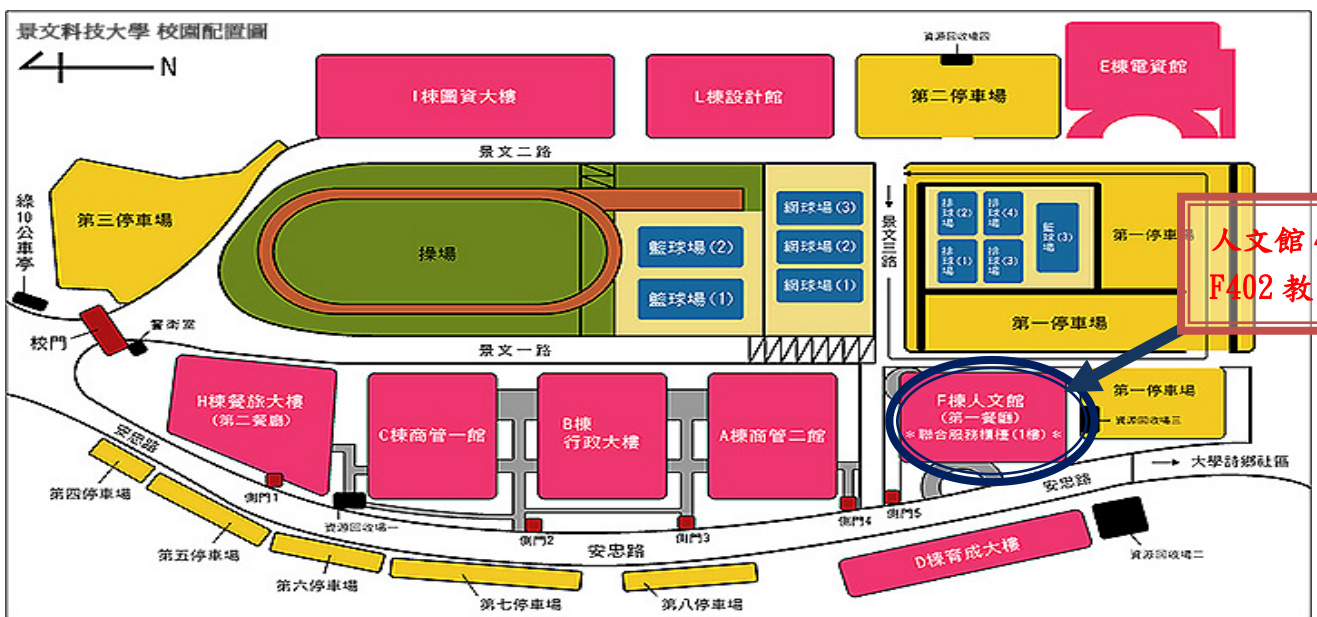 景文科技大學 校園配置圖
N
I棟圖資大樓
L棟設計館
資源回收場四
第二停車場
E棟電資館
景文二路
第三停車場
綠10公車亭
操場
籃球場(2)
籃球場(1)
網球場(3)
網球場(2)
網球場(1)
景文三路
排球場(2)
排球場(4)
籃球場(3)
排球場(1)
排球場(3)
第一停車場
人文館
F402 教
第一停車場
校門
警衛室
景文一路
H棟餐旅大樓
(第二餐廳)
C棟商管一館
B棟
行政大樓
A棟商管二館
F棟人文館
(第一餐廳)
*聯合服務櫃檯(1樓)*
第一停車場
資源回收場三
大學詩鄉社區
安忠路
安忠路
安忠路
側門1
資源回收場一
側門2
側門3
側門4
側門5
第四停車場
第五停車場
第六停車場
第七停車場
第八停車場
D棟育成大樓
資源回收場二